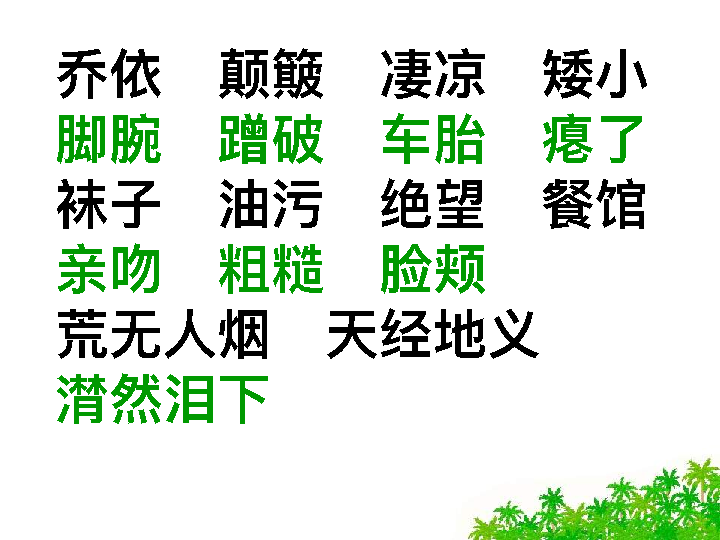 乔依 颠簸 凄凉 矮小
脚腕 蹭破 车胎 瘪了
袜子 油污 绝望 餐馆
亲吻 粗糙 脸颊
荒无人烟 天经地义
潸然泪下